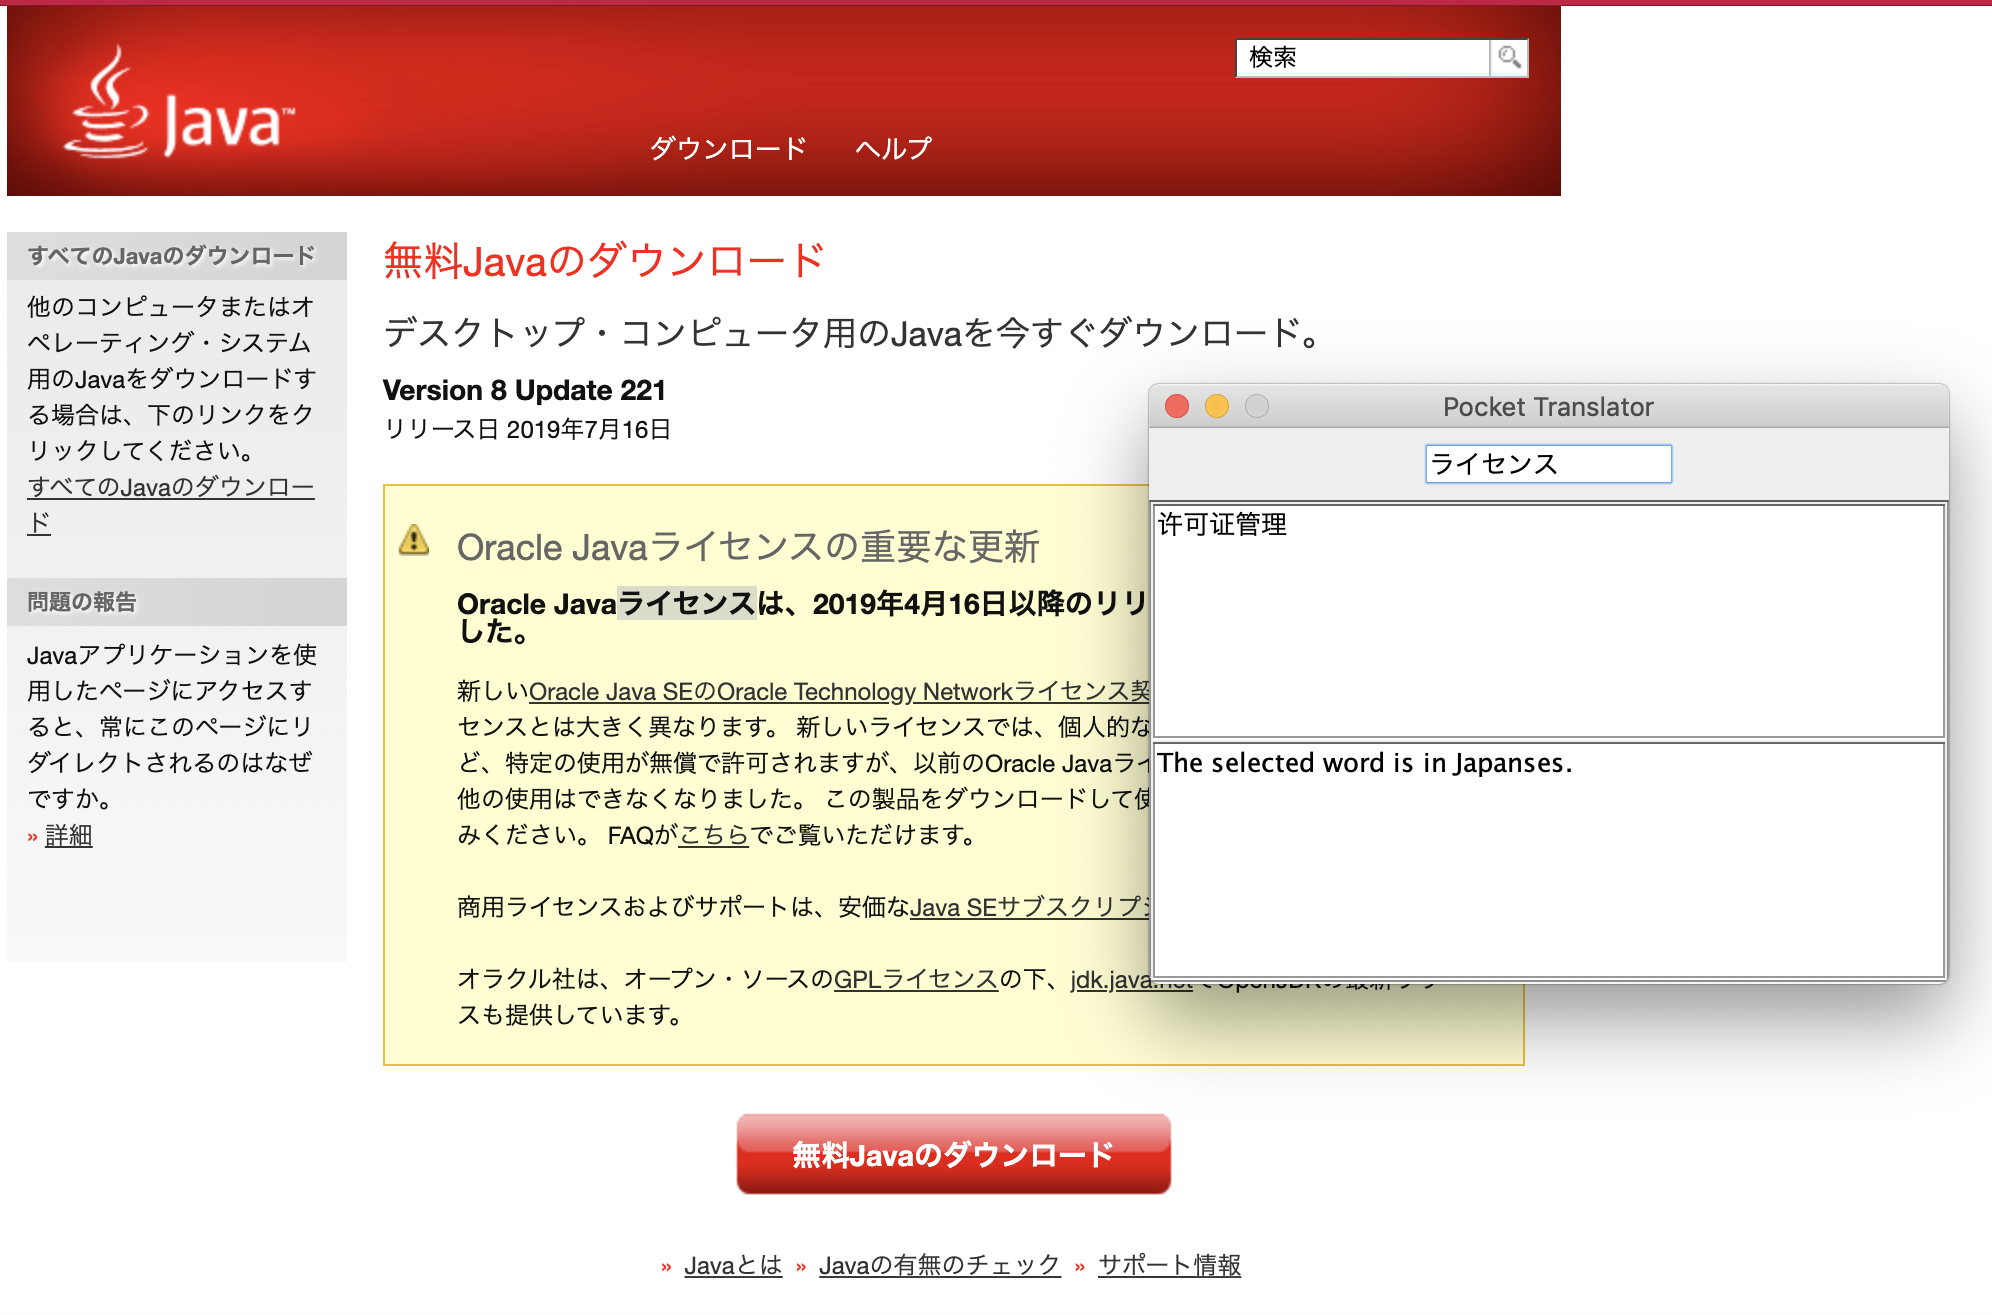 Java™
検索
ダウンロード ヘルプ
すべてのJavaのダウンロード
他のコンピュータまたはオ
ペレーティング・システム
用のJavaをダウンロードす
る場合は、下のリンクをク
リックしてください。
すべてのJavaのダウンロー
ド
問題の報告
Javaアプリケーションを使
用したページにアクセスす
ると、常にこのページにリ
ダイレクトされるのはなぜ
ですか。
» 詳細
無料Javaのダウンロード
デスクトップ・コンピュータ用のJavaを今すぐダウンロード。
Version 8 Update 221
リリース日 2019年7月16日
Oracle Javaライセンスの重要な更新
Oracle Javaライセンスは、2019年4月16日以降のリリ
した。
新しいOracle Java SEのOracle Technology Networkライセンス契
センスとは大きく異なります。 新しいライセンスでは、個人的な
ど、特定の使用が無償で許可されますが、以前のOracle Javaライ
他の使用はできなくなりました。 この製品をダウンロードして使
みください。 FAQがこちらでご覧いただけます。
商用ライセンスおよびサポートは、安価なJava SEサブスクリプシ
オラクル社は、オープン・ソースのGPLライセンスの下、jdk.java.netでOpenJDKの最新リリー
スも提供しています。
Pocket Translator
ライセンス
许可证管理
The selected word is in Japanses.
無料Javaのダウンロード
» Javaとは » Javaの有無のチェック » サポート情報